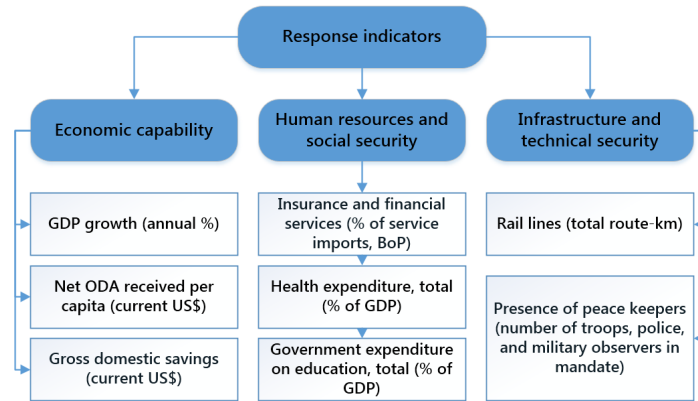 Response indicators
Economic capability
Human resources and
social security
Infrastructure and
technical security
GDP growth (annual %)
Insurance and financial
services (% of service
imports, BoP)
Rail lines (total route-km)
Net ODA received per
capita (current US$)
Health expenditure, total
(% of GDP)
Presence of peace keepers
(number of troops, police,
and military observers in
mandate)
Gross domestic savings
(current US$)
Government expenditure
on education, total (% of
GDP)